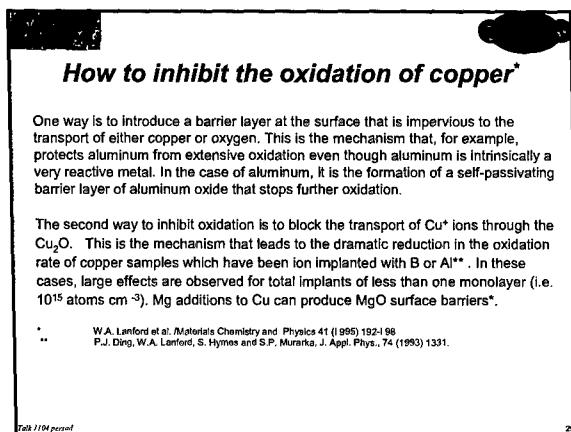 How to inhibit the oxidation of copper*
One way is to introduce a barrier layer at the surface that is impervious to the
transport of either copper or oxygen. This is the mechanism that, for example,
protects aluminum from extensive oxidation even though aluminum is intrinsically a
very reactive metal. In the case of aluminum, it is the formation of a self-passivating
barrier layer of aluminum oxide that stops further oxidation.
The second way to inhibit oxidation is to block the transport of Cu⁺ ions through the
Cu₂O. This is the mechanism that leads to the dramatic reduction in the oxidation
rate of copper samples which have been ion implanted with B or Al** . In these
cases, large effects are observed for total implants of less than one monolayer (i.e.
10¹⁵ atoms cm ⁻³). Mg additions to Cu can produce MgO surface barriers*.
* W.A. Lanford et al. /Materials Chemistry and Physics 41 (I 995) 192-I 98
** P.J. Ding, W.A. Lanford, S. Hymes and S.P. Murarka, J. Appl. Phys., 74 (1993) 1331.
Talk 1104 persed